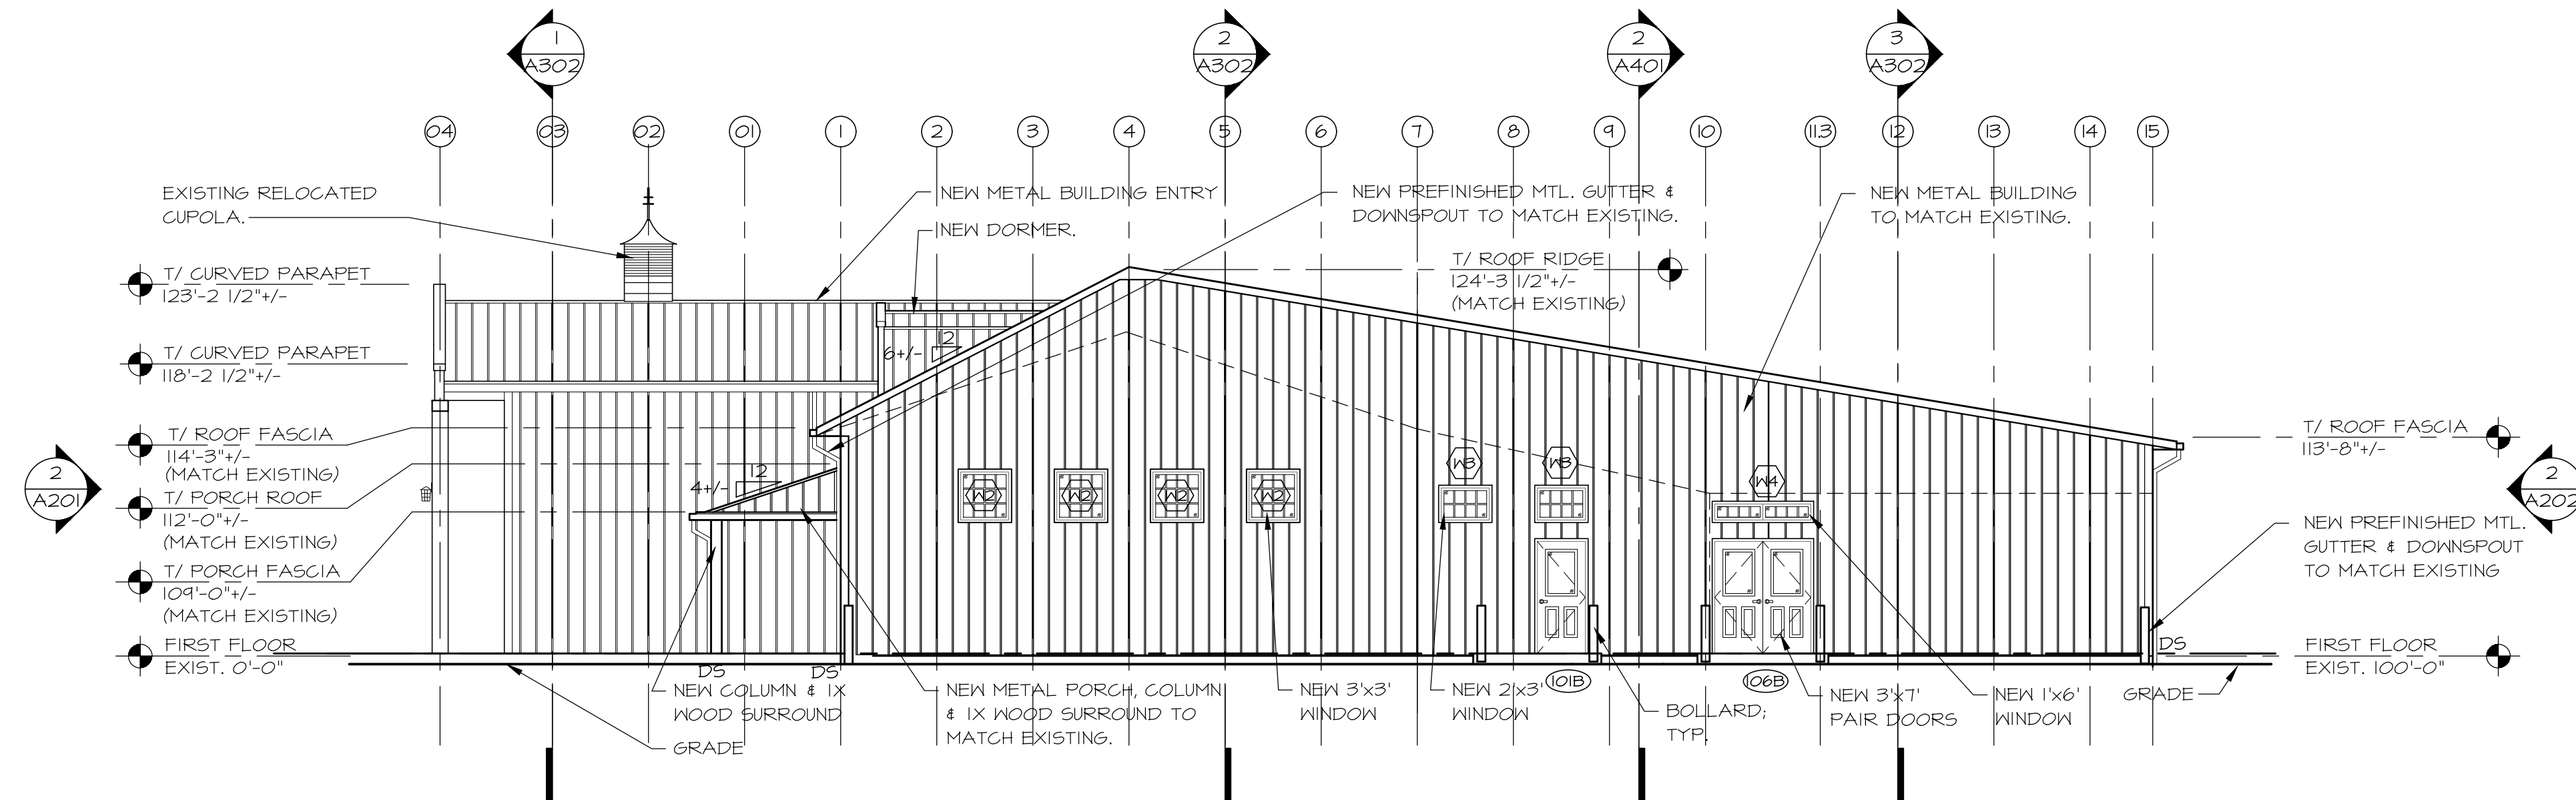 1
A302
2
A302
2
A401
3
A302
04
03
02
01
1
2
3
4
5
6
7
8
9
10
11.3
12
13
14
15
EXISTING RELOCATED
CUPOLA.
NEW METAL BUILDING ENTRY
NEW DORMER.
NEW PREFINISHED MTL. GUTTER &
DOWNSPOUT TO MATCH EXISTING.
NEW METAL BUILDING
TO MATCH EXISTING.
T/ ROOF RIDGE
124'-3 1/2"+/-
(MATCH EXISTING)
T/ CURVED PARAPET
123'-2 1/2"+/-
T/ CURVED PARAPET
118'-2 1/2"+/-
T/ ROOF FASCIA
114'-3"+/-
(MATCH EXISTING)
T/ PORCH ROOF
112'-0"+/-
(MATCH EXISTING)
T/ PORCH FASCIA
109'-0"+/-
(MATCH EXISTING)
FIRST FLOOR
EXIST. 0'-0"
2
A201
12
6+/-
12
4+/-
W2
W2
W2
W2
W3
W3
W4
T/ ROOF FASCIA
113'-8"+/-
2
A202
NEW PREFINISHED MTL.
GUTTER & DOWNSPOUT
TO MATCH EXISTING
DS
FIRST FLOOR
EXIST. 100'-0"
GRADE
DS
DS
NEW COLUMN & 1X
WOOD SURROUND
GRADE
NEW METAL PORCH, COLUMN
& 1X WOOD SURROUND TO
MATCH EXISTING.
NEW 3'x3'
WINDOW
NEW 2'x3'
WINDOW
101B
BOLLARD;
TYP.
106B
NEW 3'x7'
PAIR DOORS
NEW 1'x6'
WINDOW